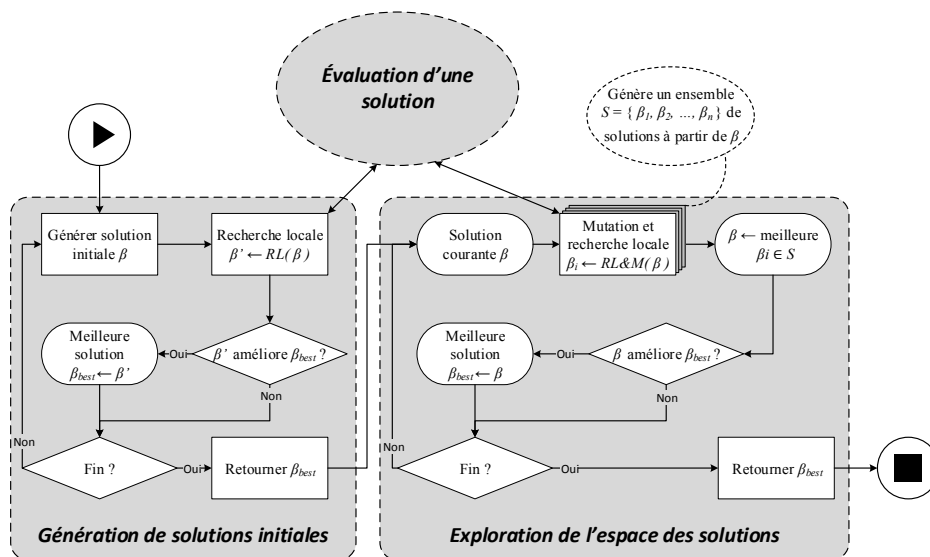 Évaluation d'une
solution
Génère un ensemble
S = { β1, β2, ..., βn} de
solutions à partir de β
Générer solution
initiale β
Recherche locale
β' ← RL( β )
Meilleure
solution
βbest ← β'
Oui
β' améliore βbest ?
Non
Non
Fin ?
Oui
Retourner βbest
Génération de solutions initiales
Solution
courante β
Mutation et
recherche locale
βi ← RL&M( β )
β ← meilleure
βi ∈ S
Meilleure
solution
βbest ← β
Oui
β améliore βbest ?
Non
Non
Fin ?
Oui
Retourner βbest
Exploration de l'espace des solutions